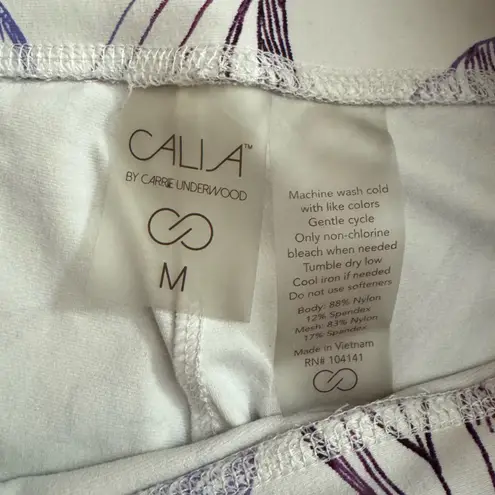 CALIA™
BY CARRIE UNDERWOOD
M
Machine wash cold
with like colors
Gentle cycle
Only non-chlorine
bleach when needed
Tumble dry low
Cool iron if needed
Do not use softeners
Body: 88% Nylon
12% Spandex
Mesh: 83% Nylon
17% Spandex
Made in Vietnam
RN# 104141